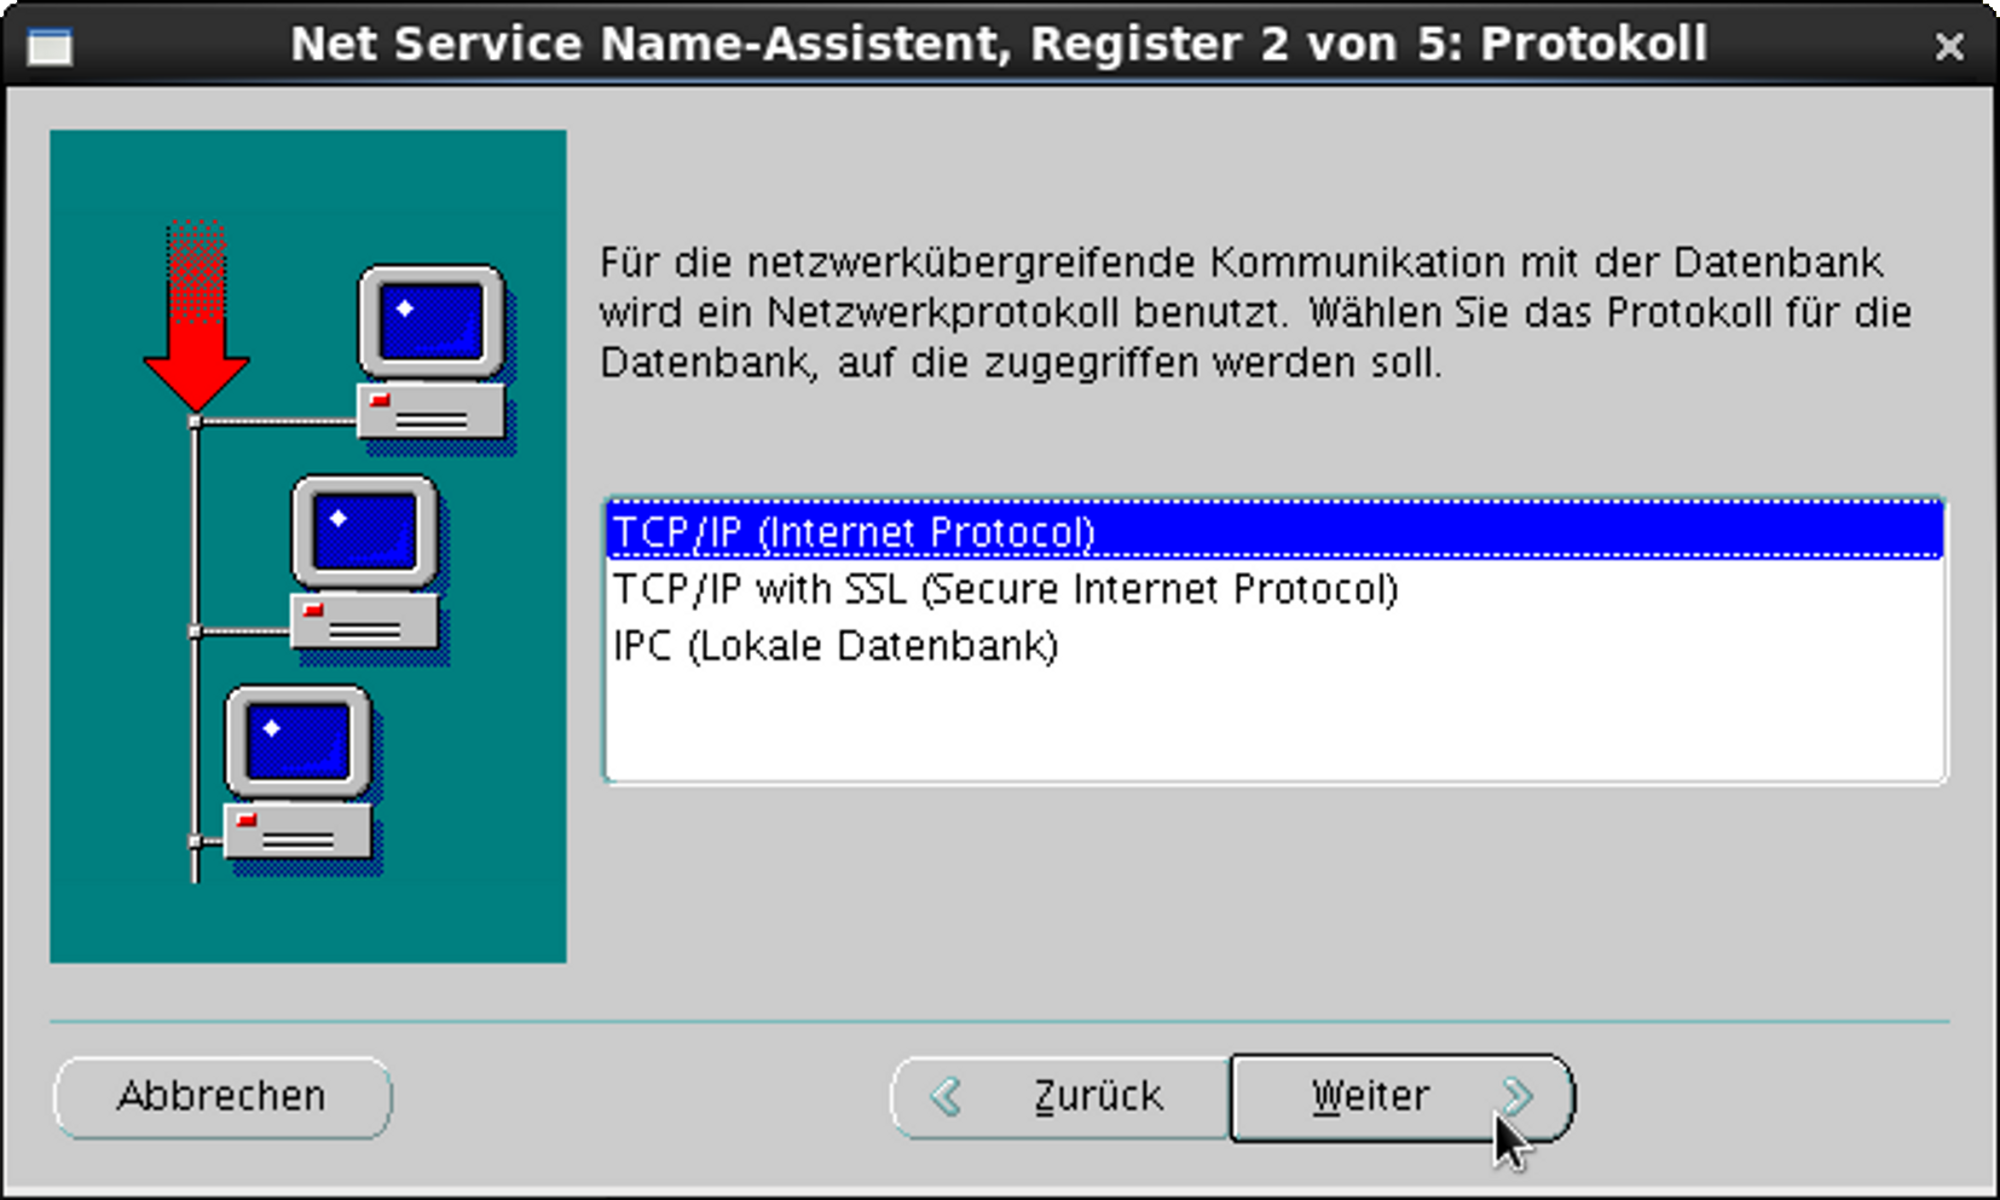 Net Service Name-Assistent, Register 2 von 5: Protokoll
Für die netzwerkübergreifende Kommunikation mit der Datenbank
wird ein Netzwerkprotokoll benutzt. Wählen Sie das Protokoll für die
Datenbank, auf die zugegriffen werden soll.
TCP/IP (Internet Protocol)
TCP/IP with SSL (Secure Internet Protocol)
IPC (Lokale Datenbank)
Abbrechen
Zurück
Weiter